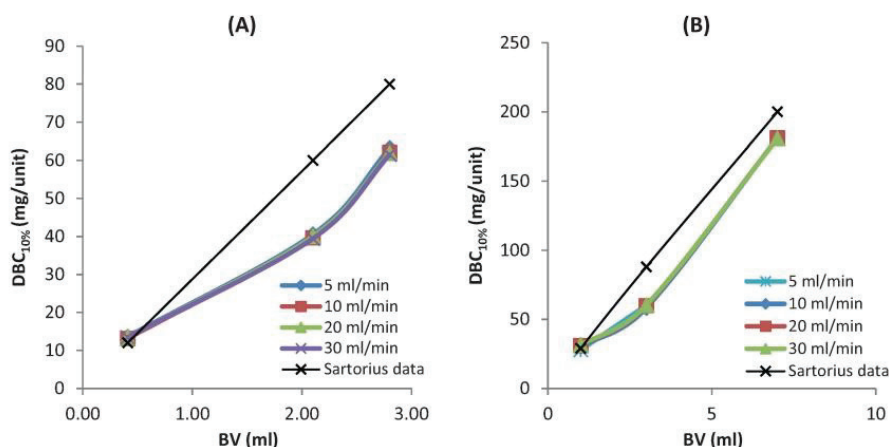 (A)
DBC10% (mg/unit)
90
80
70
60
50
40
30
20
10
0
0.00 1.00 2.00 3.00
BV (ml)
5 ml/min
10 ml/min
20 ml/min
30 ml/min
Sartorius data
(B)
DBC10% (mg/unit)
250
200
150
100
50
0
0 5 10
BV (ml)
5 ml/min
10 ml/min
20 ml/min
30 ml/min
Sartorius data